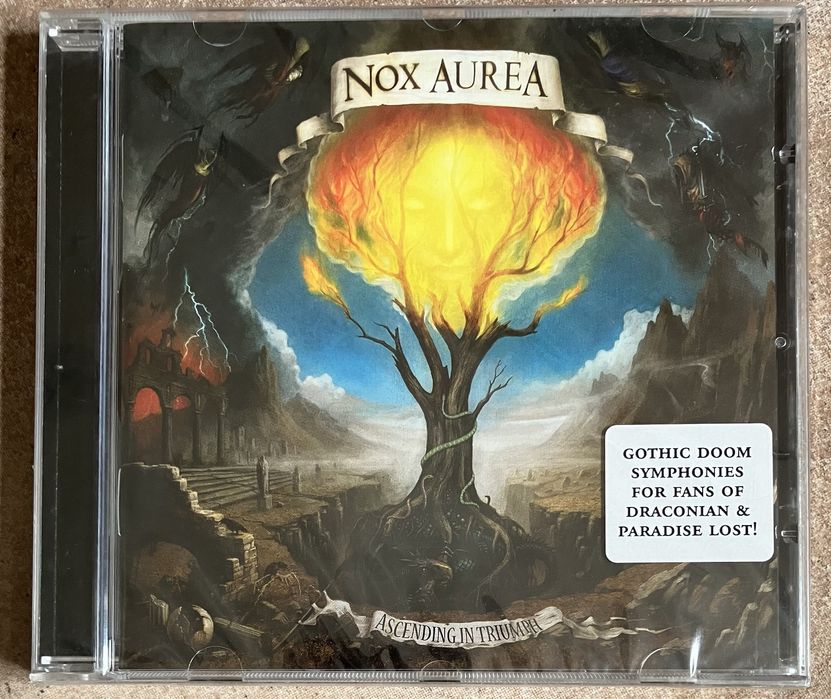 NOX AUREA
GOTHIC DOOM
SYMPHONIES
FOR FANS OF
DRACONIAN &
PARADISE LOST!
ASCENDING IN TRIUMPH